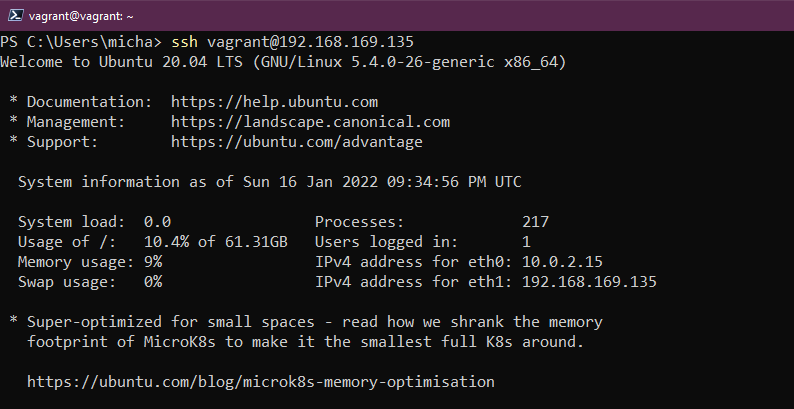 vagrant@vagrant: ~
PS C:\Users\micha> ssh vagrant@192.168.169.135
Welcome to Ubuntu 20.04 LTS (GNU/Linux 5.4.0-26-generic x86_64)
* Documentation:  https://help.ubuntu.com
* Management:     https://landscape.canonical.com
* Support:        https://ubuntu.com/advantage
System information as of Sun 16 Jan 2022 09:34:56 PM UTC
System load:  0.0                Processes:             217
Usage of /:   10.4% of 61.31GB   Users logged in:       1
Memory usage: 9%                 IPv4 address for eth0: 10.0.2.15
Swap usage:   0%                 IPv4 address for eth1: 192.168.169.135
* Super-optimized for small spaces - read how we shrank the memory
footprint of MicroK8s to make it the smallest full K8s around.
https://ubuntu.com/blog/microk8s-memory-optimisation